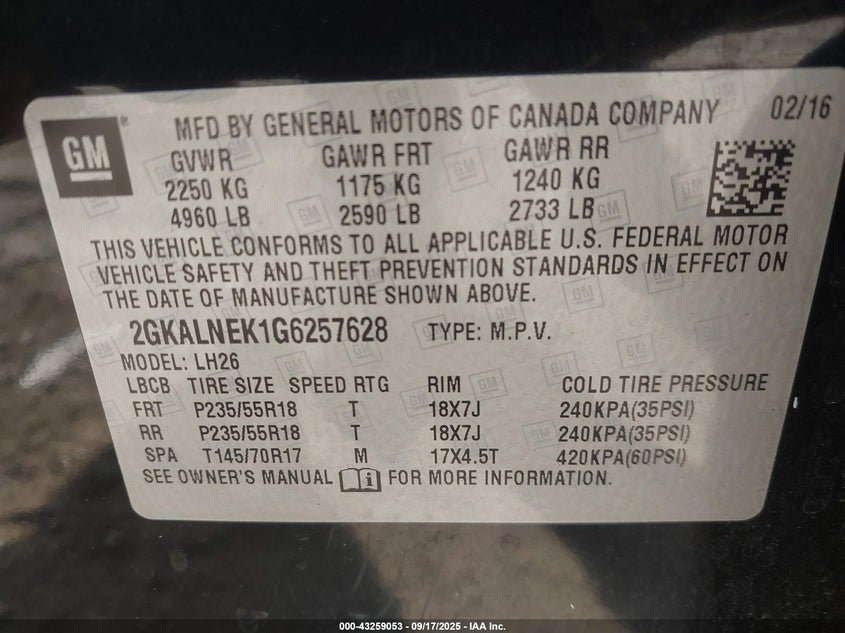 GM® MFD BY GENERAL MOTORS OF CANADA COMPANY 02/16
GVWR GAWR FRT GAWR RR
2250 KG 1175 KG 1240 KG
4960 LB 2590 LB 2733 LB
THIS VEHICLE CONFORMS TO ALL APPLICABLE U.S. FEDERAL MOTOR
VEHICLE SAFETY AND THEFT PREVENTION STANDARDS IN EFFECT ON
THE DATE OF MANUFACTURE SHOWN ABOVE.
2GKALNEK1G6257628 TYPE: M.P.V.
MODEL: LH26
LBCB TIRE SIZE SPEED RTG RIM COLD TIRE PRESSURE
FRT P235/55R18 T 18X7J 240KPA(35PSI)
RR P235/55R18 T 18X7J 240KPA(35PSI)
SPA T145/70R17 M 17X4.5T 420KPA(60PSI)
SEE OWNER'S MANUAL FOR MORE INFORMATION.
000-43259053 - 09/17/2025 - IAA Inc.